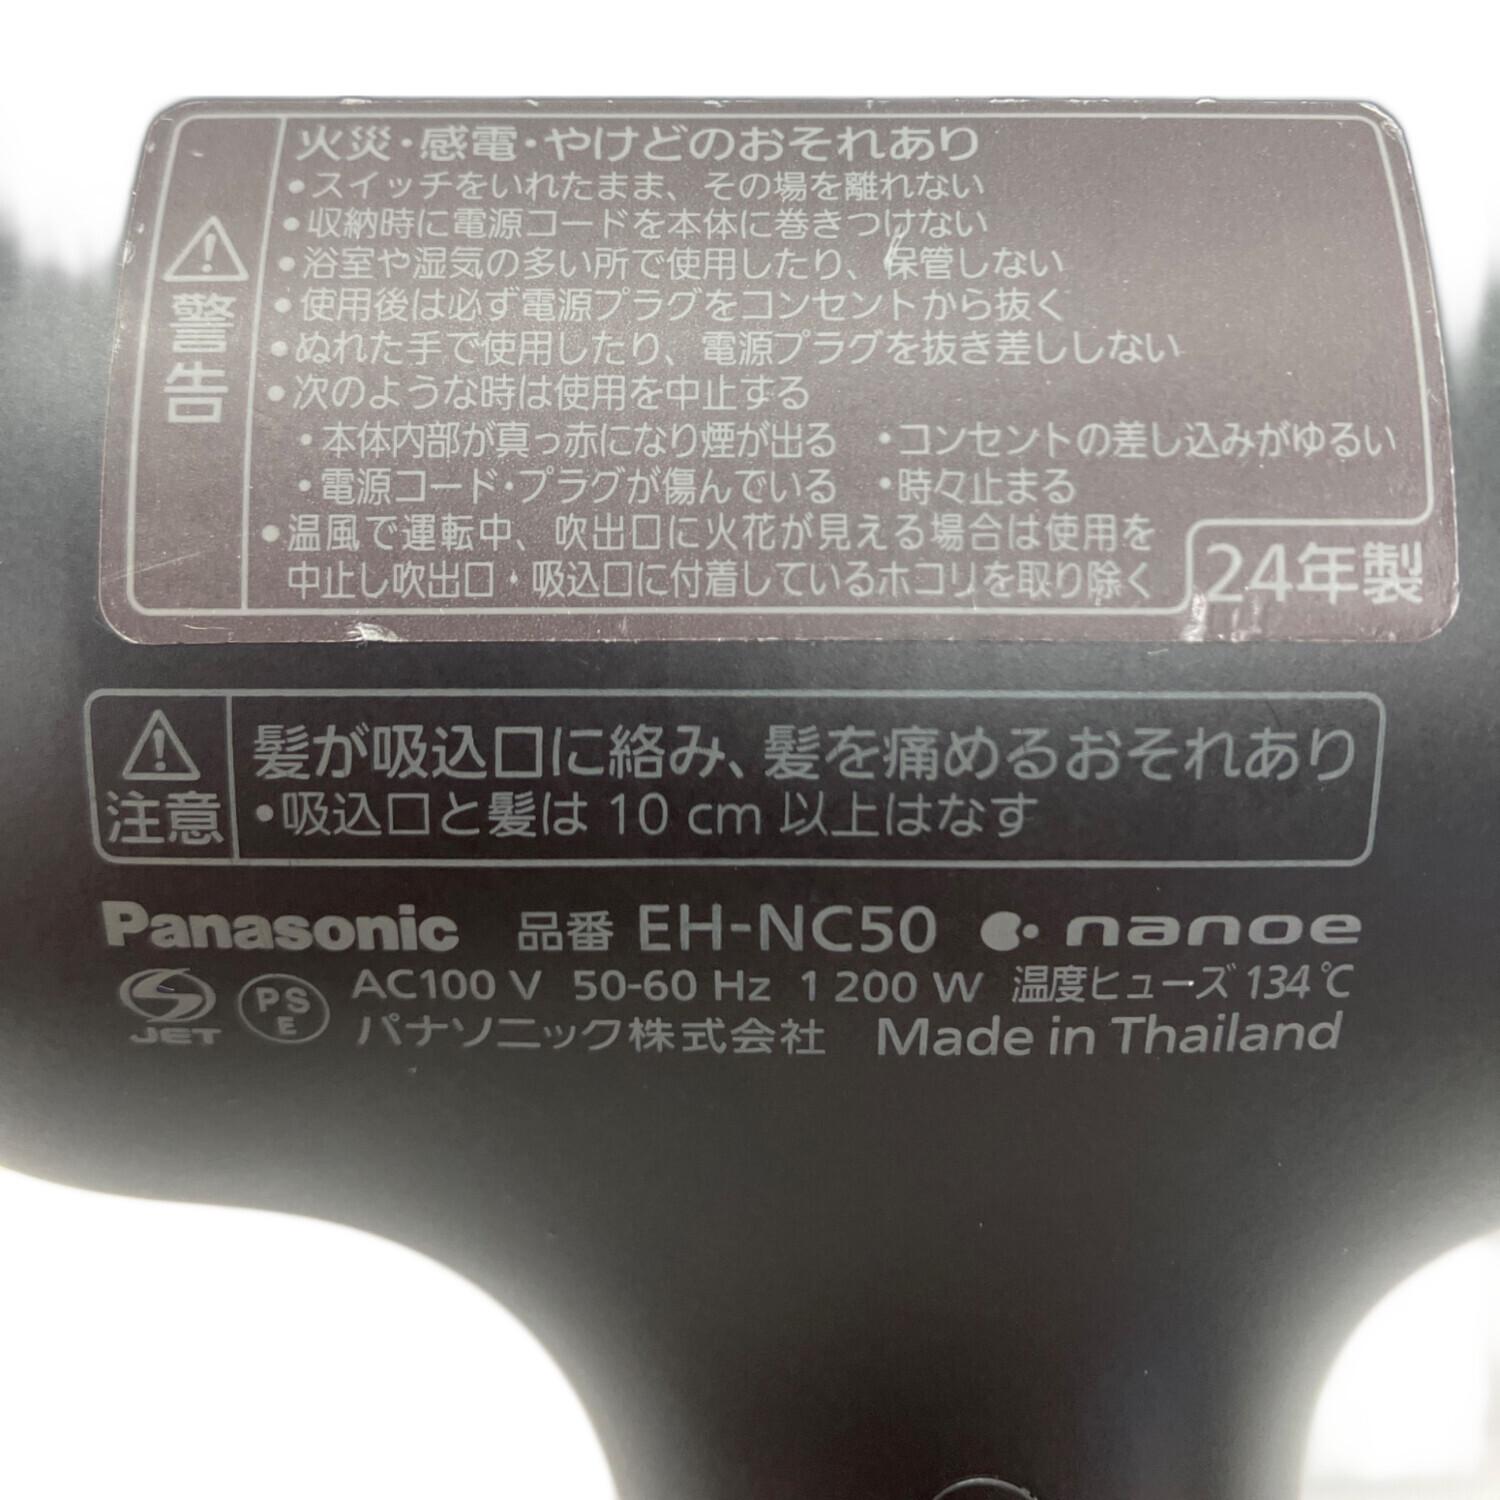 警告
火災・感電・やけどのおそれあり
•スイッチをいれたまま、その場を離れない
•収納時に電源コードを本体に巻きつけない
•浴室や湿気の多い所で使用したり、保管しない
•使用後は必ず電源プラグをコンセントから抜く
•ぬれた手で使用したり、電源プラグを抜き差ししない
•次のような時は使用を中止する
・本体内部が真っ赤になり煙が出る ・コンセントの差し込みがゆるい
・電源コード・プラグが傷んでいる ・時々止まる
•温風で運転中、吹出口に火花が見える場合は使用を
中止し吹出口・吸込口に付着しているホコリを取り除く
24年製
注意
髪が吸込口に絡み、髪を痛めるおそれあり
•吸込口と髪は 10 cm 以上はなす
Panasonic 品番 EH-NC50 nanoe
JET PSE AC100 V 50-60 Hz 1 200 W 温度ヒューズ 134℃
パナソニック株式会社 Made in Thailand